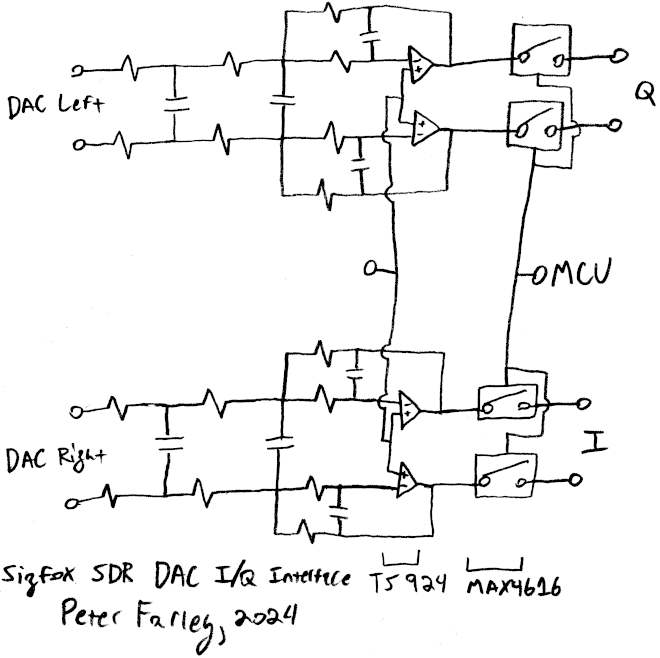 DAC Left
Q
MCU
DAC Right
I
Sigfox SDR DAC I/Q Interface TS924 MAX4616
Peter Farley, 2024